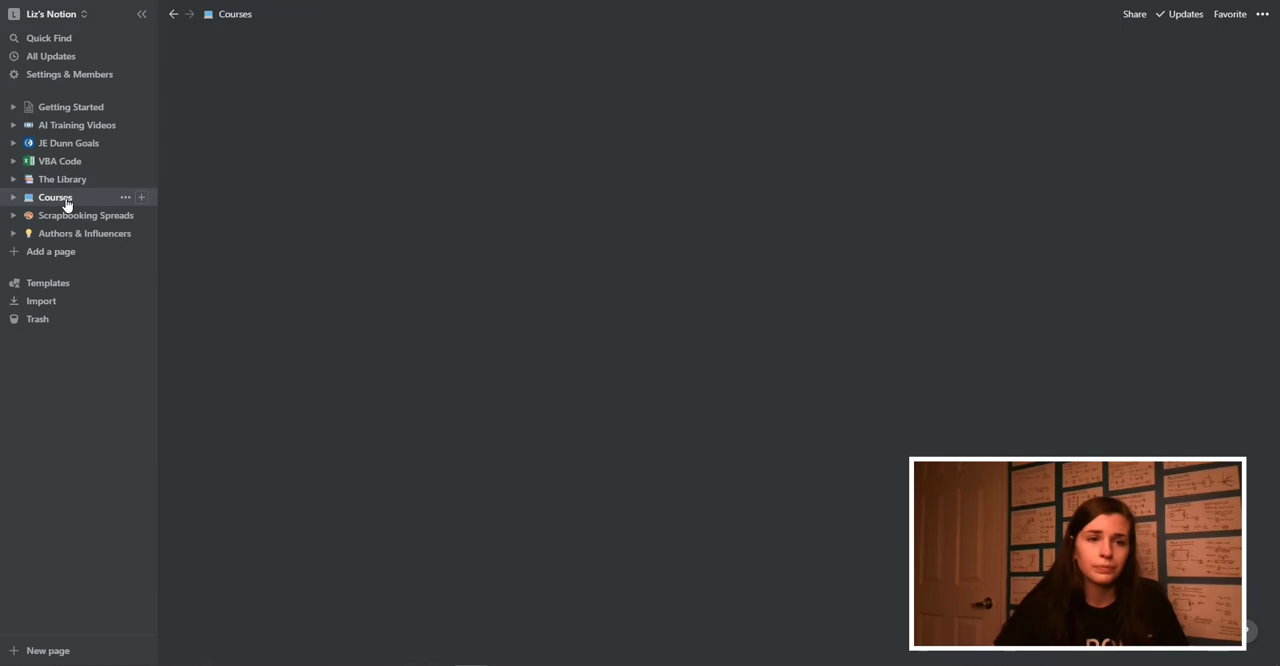 L Liz's Notion
Courses
Share Updates Favorite
Quick Find
All Updates
Settings & Members
Getting Started
AI Training Videos
JE Dunn Goals
VBA Code
The Library
Courses
Scrapbooking Spreads
Authors & Influencers
Add a page
Templates
Import
Trash
New page